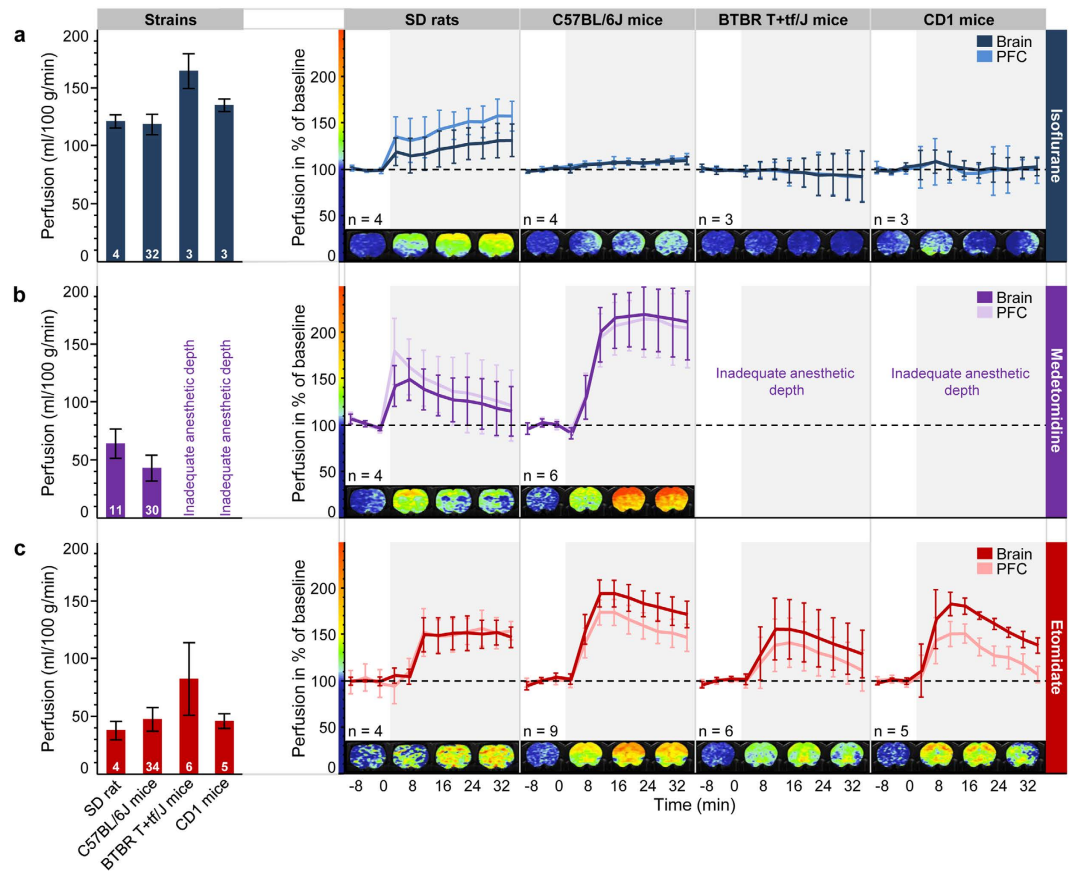 Strains
SD rats
C57BL/6J mice
BTBR T+tf/J mice
CD1 mice
a
Perfusion (ml/100 g/min)
200
150
100
50
0
4
32
3
3
Perfusion in % of baseline
200
150
100
50
0
n = 4
n = 4
n = 3
n = 3
Brain
PFC
Isoflurane
b
Perfusion (ml/100 g/min)
200
150
100
50
0
11
30
Inadequate anesthetic depth
Inadequate anesthetic depth
Perfusion in % of baseline
200
150
100
50
0
n = 4
n = 6
Inadequate anesthetic
depth
Inadequate anesthetic
depth
Brain
PFC
Medetomidine
c
Perfusion (ml/100 g/min)
200
150
100
50
0
4
34
6
5
SD rat
C57BL/6J mice
BTBR T+tf/J mice
CD1 mice
Perfusion in % of baseline
200
150
100
50
0
n = 4
n = 9
n = 6
n = 5
Brain
PFC
Etomidate
-8 0 8 16 24 32
-8 0 8 16 24 32
-8 0 8 16 24 32
-8 0 8 16 24 32
Time (min)